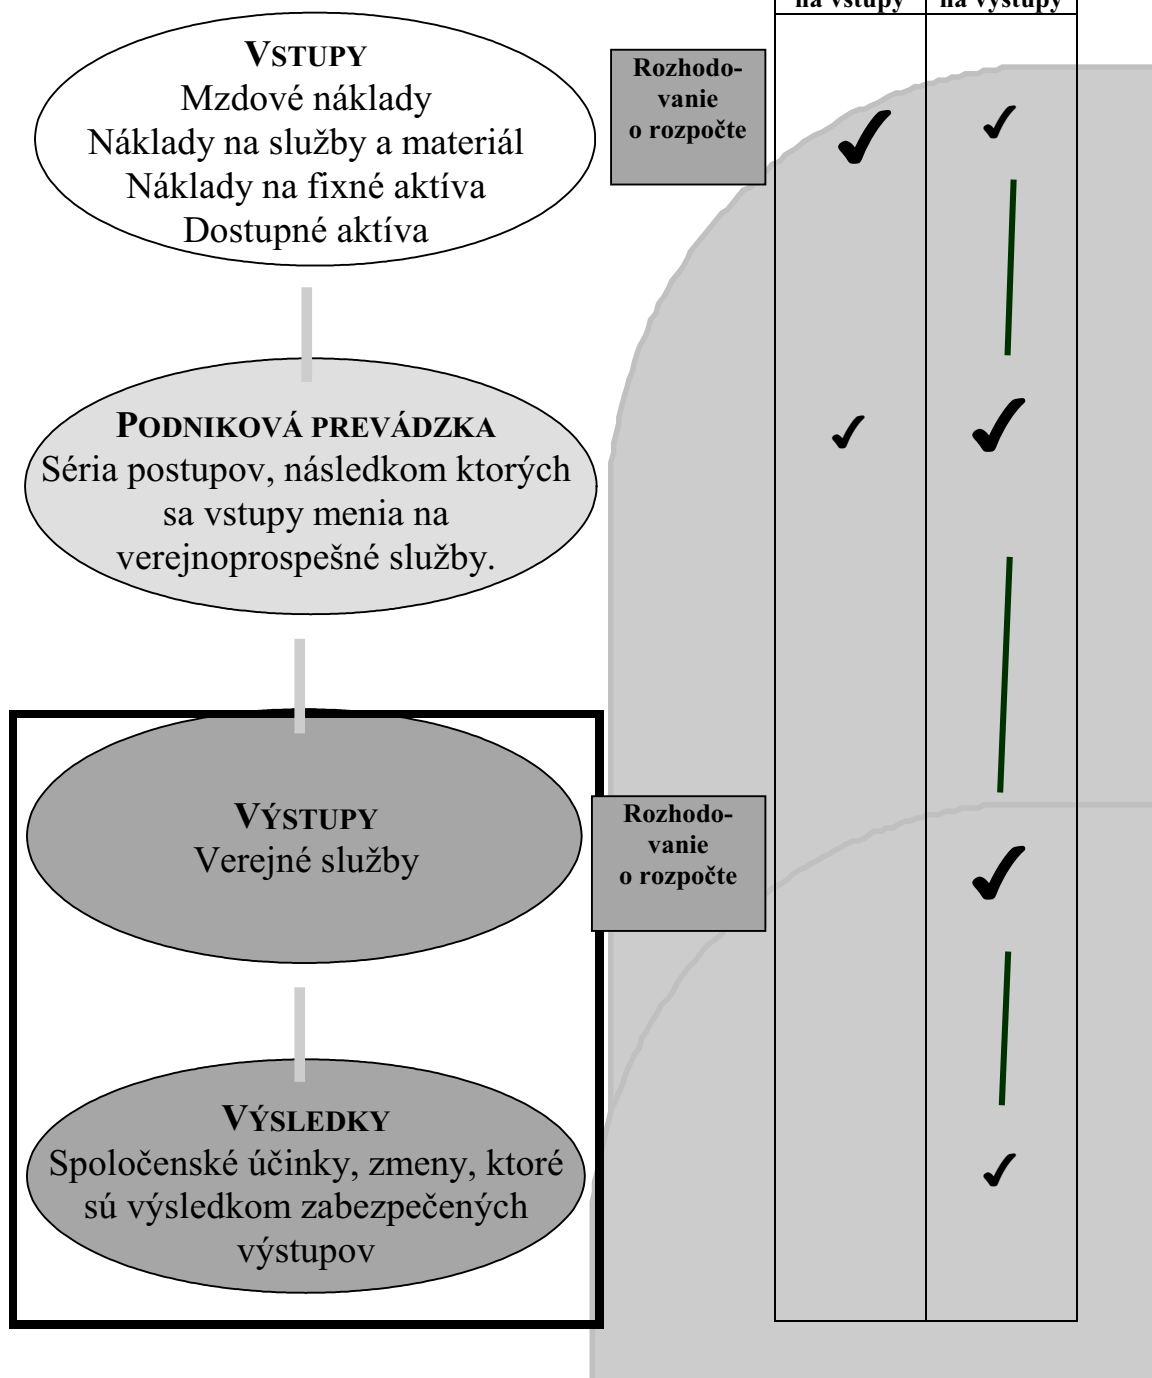 na vstupy na výstupy
VSTUPY
Mzdové náklady
Náklady na služby a materiál
Náklady na fixné aktíva
Dostupné aktíva
Rozhodo-
vanie
o rozpočte
PODNIKOVÁ PREVÁDZKA
Séria postupov, následkom ktorých
sa vstupy menia na
verejnoprospešné služby.
VÝSTUPY
Verejné služby
Rozhodo-
vanie
o rozpočte
VÝSLEDKY
Spoločenské účinky, zmeny, ktoré
sú výsledkom zabezpečených
výstupov